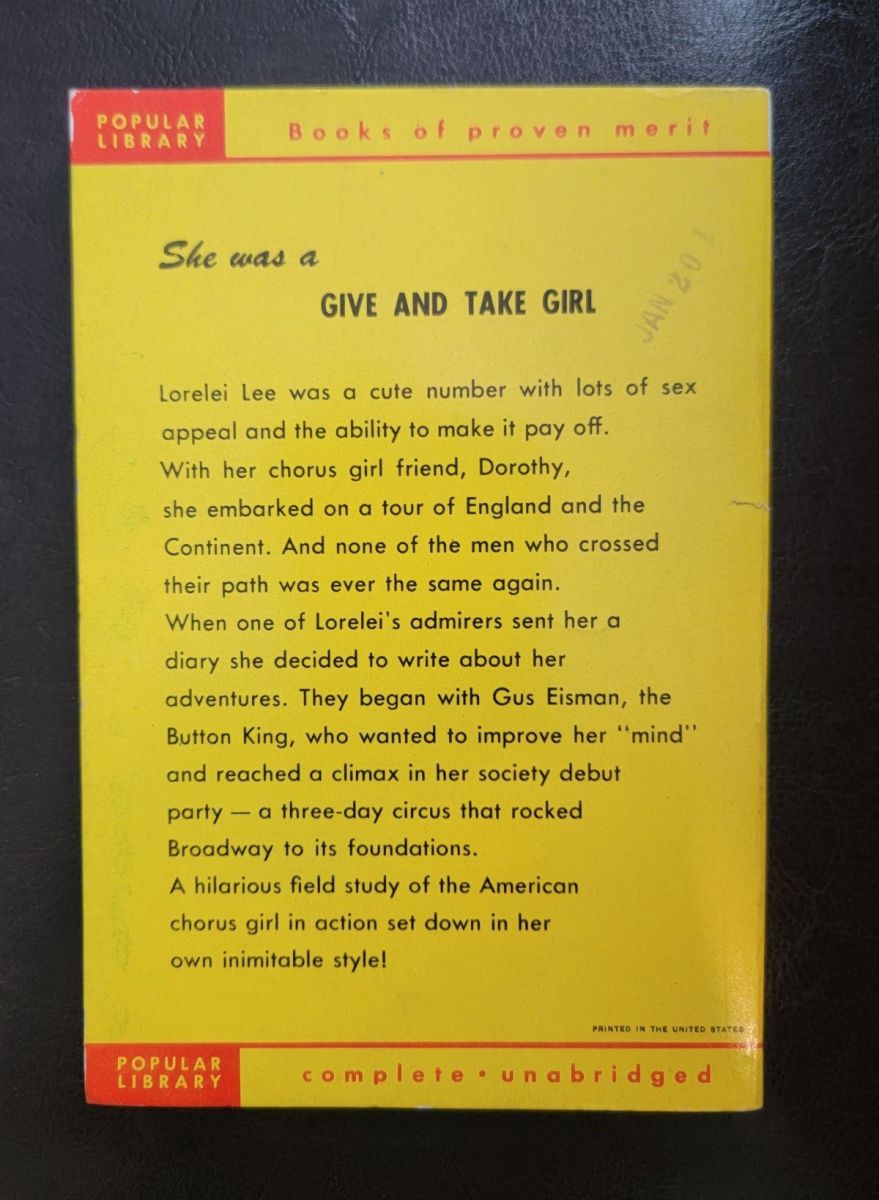 POPULAR
LIBRARY
Books of proven merit
She was a
GIVE AND TAKE GIRL
JAN 20 1
Lorelei Lee was a cute number with lots of sex
appeal and the ability to make it pay off.
With her chorus girl friend, Dorothy,
she embarked on a tour of England and the
Continent. And none of the men who crossed
their path was ever the same again.
When one of Lorelei's admirers sent her a
diary she decided to write about her
adventures. They began with Gus Eisman, the
Button King, who wanted to improve her "mind"
and reached a climax in her society debut
party — a three-day circus that rocked
Broadway to its foundations.
A hilarious field study of the American
chorus girl in action set down in her
own inimitable style!
PRINTED IN THE UNITED STATES
POPULAR
LIBRARY
complete • unabridged